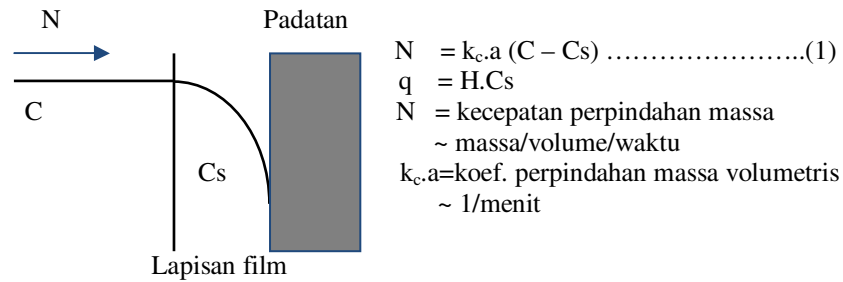 N
Padatan
C
Cs
Lapisan film
N = kc.a (C – Cs) …………………..(1)
q = H.Cs
N = kecepatan perpindahan massa
~ massa/volume/waktu
kc.a=koef. perpindahan massa volumetris
~ 1/menit